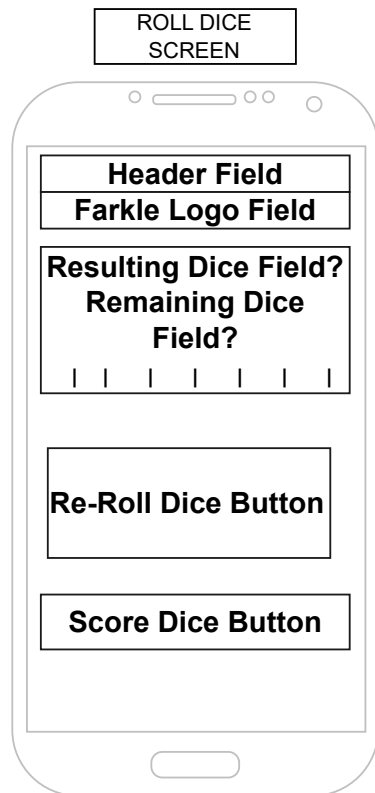 ROLL DICE
SCREEN
Header Field
Farkle Logo Field
Resulting Dice Field?
Remaining Dice
Field?
| | | | | | |
Re-Roll Dice Button
Score Dice Button